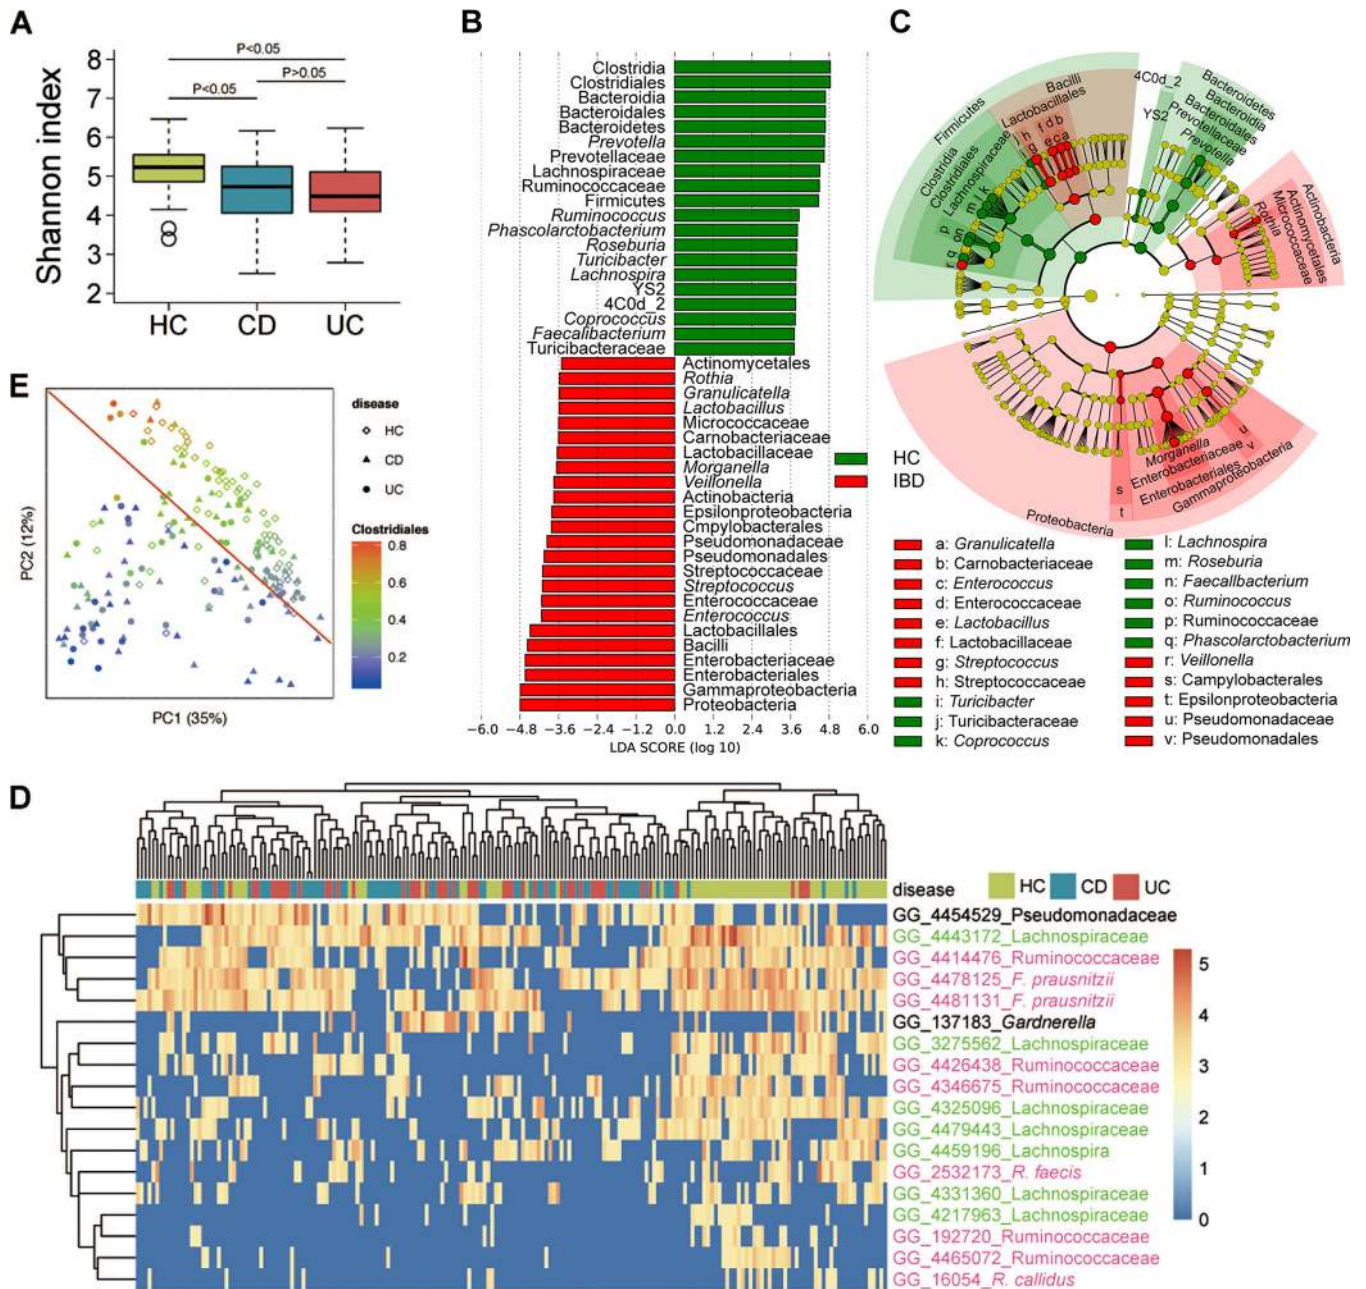 A
Shannon index
8
7
6
5
4
3
2
P<0.05
P>0.05
P<0.05
HC
CD
UC
B
Clostridia
Clostridiales
Bacteroidia
Bacteroidales
Bacteroidetes
Prevotella
Prevotellaceae
Lachnospiraceae
Ruminococcaceae
Firmicutes
Ruminococcus
Phascolarctobacterium
Roseburia
Turicibacter
Lachnospira
YS2
4C0d_2
Coprococcus
Faecalibacterium
Turicibacteraceae
Actinomycetales
Rothia
Granulicatella
Lactobacillus
Micrococcaceae
Carnobacteriaceae
Lactobacillaceae
Morganella
Veillonella
Actinobacteria
Epsilonproteobacteria
Cmpylobacterales
Pseudomonadaceae
Pseudomonadales
Streptococcaceae
Streptococcus
Enterococcaceae
Enterococcus
Lactobacillales
Bacilli
Enterobacteriaceae
Enterobacteriales
Gammaproteobacteria
Proteobacteria
−6.0 −4.8 −3.6 −2.4 −1.2 0.0 1.2 2.4 3.6 4.8 6.0
LDA SCORE (log 10)
HC
IBD
C
Firmicutes
Clostridia
Clostridiales
Lachnospiraceae
Bacilli
Lactobacillales
h f d b
g e c a
m k
p
o n
r q
4C0d_2
YS2
Bacteroidetes
Bacteroidia
Bacteroidales
Prevotellaceae
Prevotella
Actinobacteria
Actinomycetales
Micrococcaceae
Rothia
Morganella
Enterobacteriaceae
Enterobacteriales
Gammaproteobacteria
u
v
s
t
Proteobacteria
a: Granulicatella
b: Carnobacteriaceae
c: Enterococcus
d: Enterococcaceae
e: Lactobacillus
f: Lactobacillaceae
g: Streptococcus
h: Streptococcaceae
i: Turicibacter
j: Turicibacteraceae
k: Coprococcus
l: Lachnospira
m: Roseburia
n: Faecallbacterium
o: Ruminococcus
p: Ruminococcaceae
q: Phascolarctobacterium
r: Veillonella
s: Campylobacterales
t: Epsilonproteobacteria
u: Pseudomonadaceae
v: Pseudomonadales
E
PC2 (12%)
PC1 (35%)
disease
HC
CD
UC
Clostridiales
0.8
0.6
0.4
0.2
D
disease HC CD UC
GG_4454529_Pseudomonadaceae
GG_4443172_Lachnospiraceae
GG_4414476_Ruminococcaceae
GG_4478125_F. prausnitzii
GG_4481131_F. prausnitzii
GG_137183_Gardnerella
GG_3275562_Lachnospiraceae
GG_4426438_Ruminococcaceae
GG_4346675_Ruminococcaceae
GG_4325096_Lachnospiraceae
GG_4479443_Lachnospiraceae
GG_4459196_Lachnospira
GG_2532173_R. faecis
GG_4331360_Lachnospiraceae
GG_4217963_Lachnospiraceae
GG_192720_Ruminococcaceae
GG_4465072_Ruminococcaceae
GG_16054_R. callidus
5
4
3
2
1
0